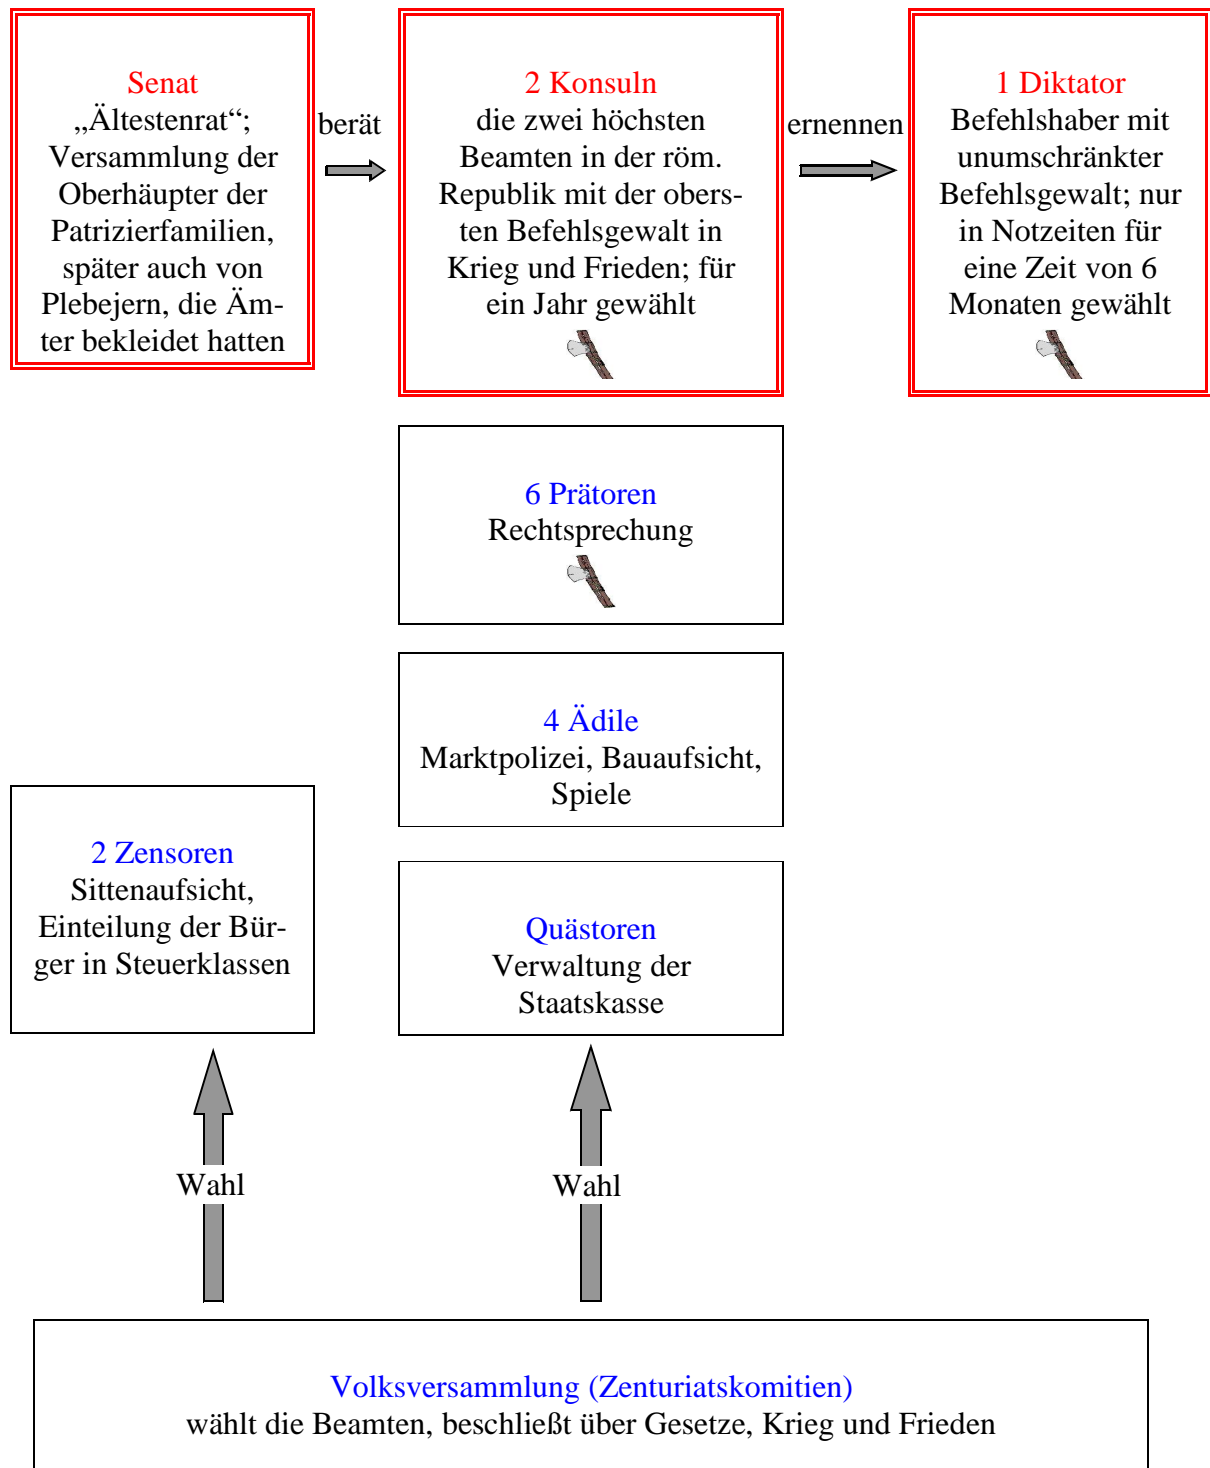 Senat
„Ältestenrat“;
Versammlung der
Oberhäupter der
Patrizierfamilien,
später auch von
Plebejern, die Äm-
ter bekleidet hatten
berät
2 Konsuln
die zwei höchsten
Beamten in der röm.
Republik mit der obers-
ten Befehlsgewalt in
Krieg und Frieden; für
ein Jahr gewählt
ernennen
1 Diktator
Befehlshaber mit
unumschränkter
Befehlsgewalt; nur
in Notzeiten für
eine Zeit von 6
Monaten gewählt
6 Prätoren
Rechtsprechung
4 Ädile
Marktpolizei, Bauaufsicht,
Spiele
2 Zensoren
Sittenaufsicht,
Einteilung der Bür-
ger in Steuerklassen
Quästoren
Verwaltung der
Staatskasse
Wahl
Wahl
Volksversammlung (Zenturiatskomitien)
wählt die Beamten, beschließt über Gesetze, Krieg und Frieden